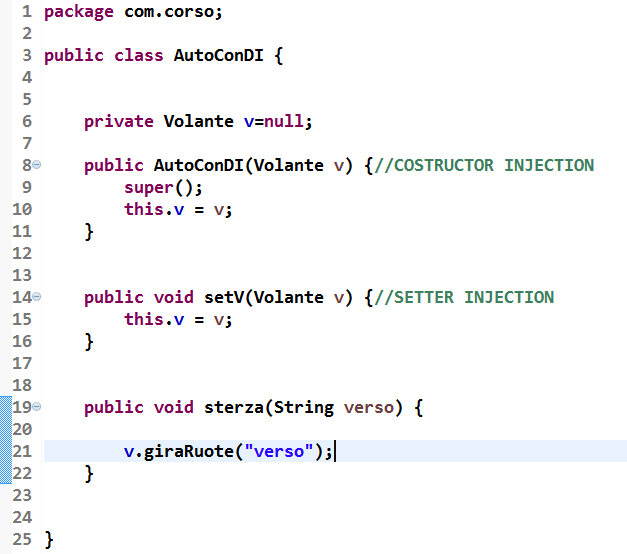 1 package com.corso;
2
3 public class AutoConDI {
4
5
6 private Volante v=null;
7
8 public AutoConDI(Volante v) {//COSTRUCTOR INJECTION
9 super();
10 this.v = v;
11 }
12
13
14 public void setV(Volante v) {//SETTER INJECTION
15 this.v = v;
16 }
17
18
19 public void sterza(String verso) {
20
21 v.giraRuote("verso");
22 }
23
24
25 }